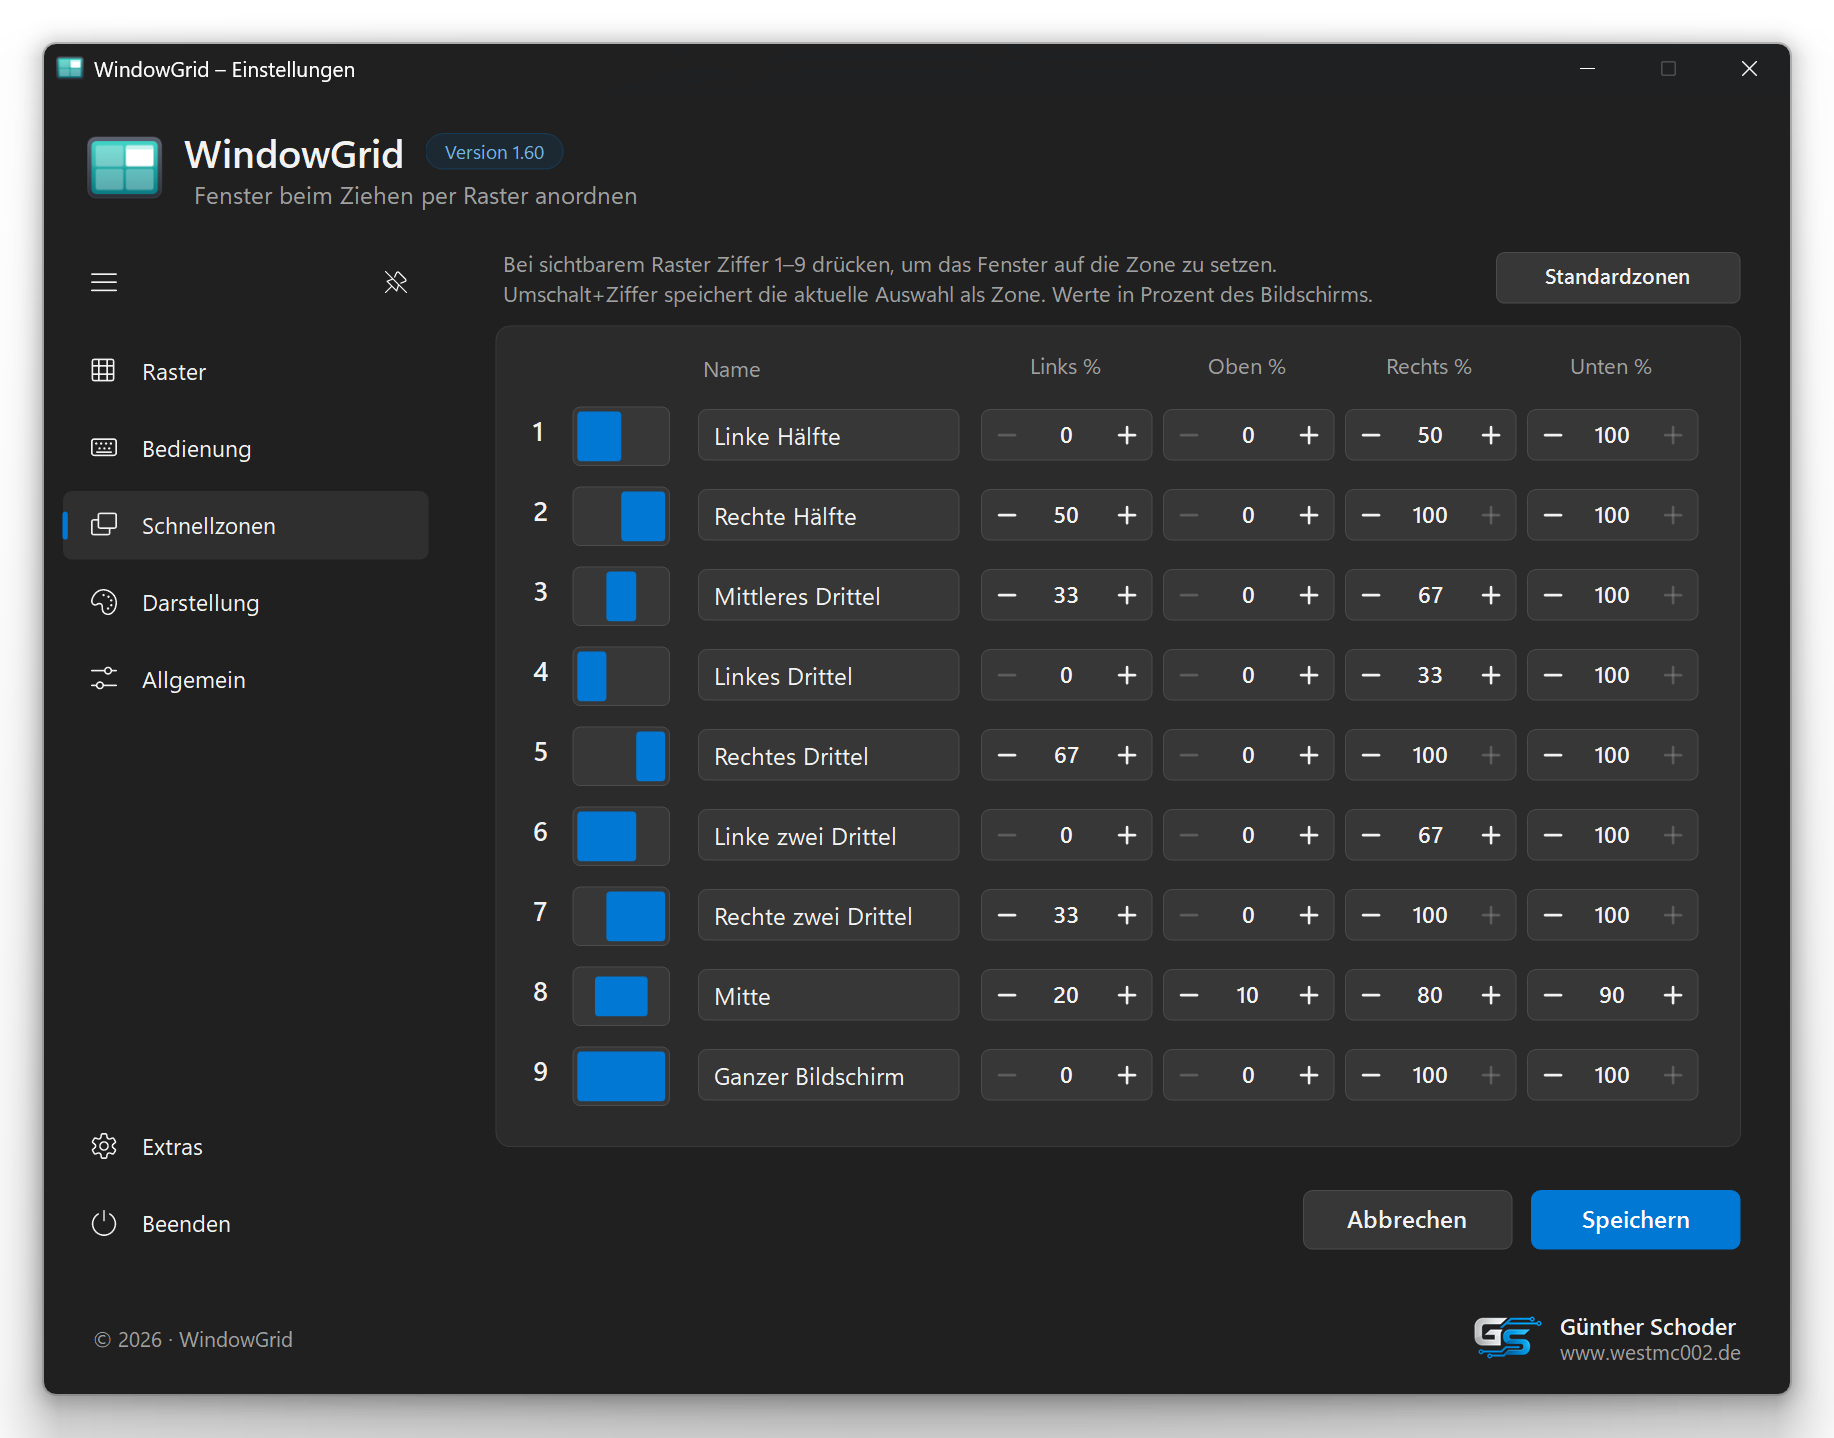 WindowGrid – Einstellungen
WindowGrid
Version 1.60
Fenster beim Ziehen per Raster anordnen
Bei sichtbarem Raster Ziffer 1–9 drücken, um das Fenster auf die Zone zu setzen.
Umschalt+Ziffer speichert die aktuelle Auswahl als Zone. Werte in Prozent des Bildschirms.
Standardzonen
Raster
Bedienung
Schnellzonen
Darstellung
Allgemein
Extras
Beenden
Name Links % Oben % Rechts % Unten %
1 Linke Hälfte 0 0 50 100
2 Rechte Hälfte 50 0 100 100
3 Mittleres Drittel 33 0 67 100
4 Linkes Drittel 0 0 33 100
5 Rechtes Drittel 67 0 100 100
6 Linke zwei Drittel 0 0 67 100
7 Rechte zwei Drittel 33 0 100 100
8 Mitte 20 10 80 90
9 Ganzer Bildschirm 0 0 100 100
Abbrechen
Speichern
© 2026 · WindowGrid
GS
Günther Schoder
www.westmc002.de